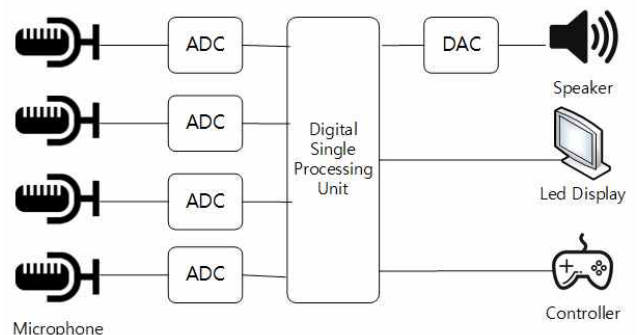 ADC
ADC
ADC
ADC
Microphone
Digital
Single
Processing
Unit
DAC
Speaker
Led Display
Controller